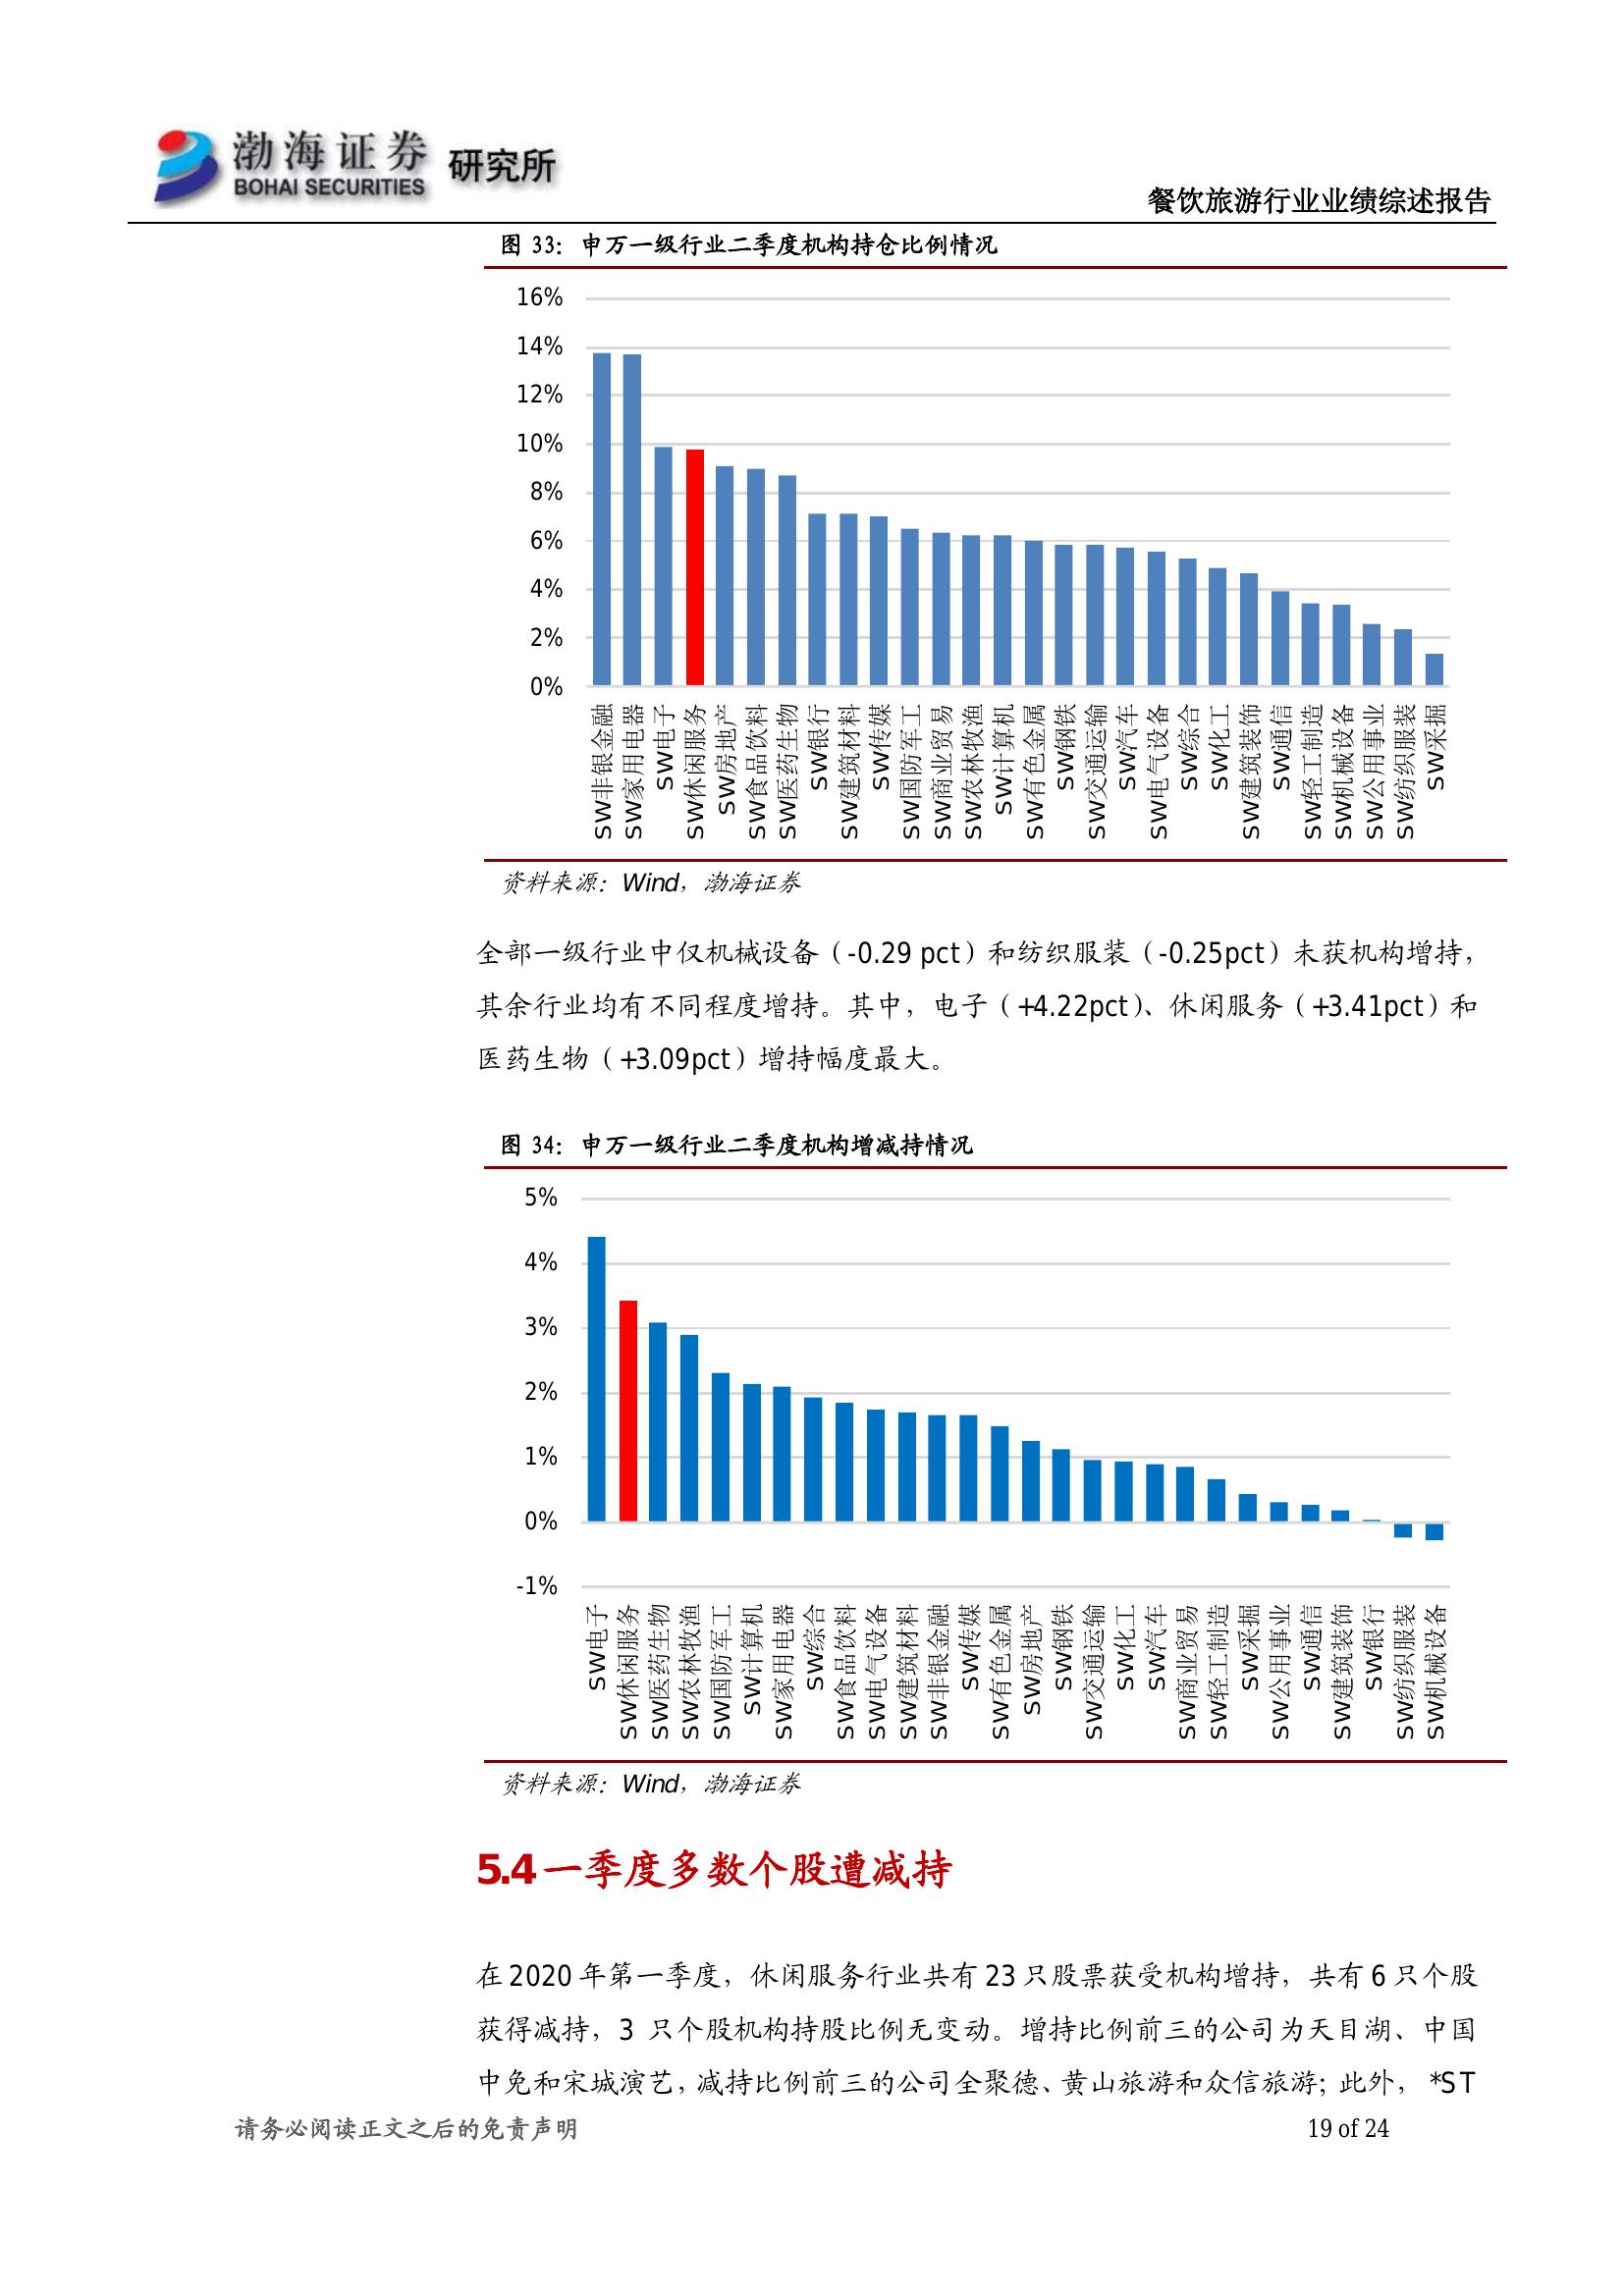 渤海证券 研究所
BOHAI SECURITIES
餐饮旅游行业业绩综述报告
图 33：申万一级行业二季度机构持仓比例情况
16%
14%
12%
10%
8%
6%
4%
2%
0%
SW非银金融
SW家用电器
SW电子
SW休闲服务
SW房地产
SW食品饮料
SW医药生物
SW银行
SW建筑材料
SW传媒
SW国防军工
SW商业贸易
SW农林牧渔
SW计算机
SW有色金属
SW钢铁
SW交通运输
SW汽车
SW电气设备
SW综合
SW化工
SW建筑装饰
SW通信
SW轻工制造
SW机械设备
SW公用事业
SW纺织服装
SW采掘
资料来源：Wind，渤海证券
全部一级行业中仅机械设备（-0.29 pct）和纺织服装（-0.25pct）未获机构增持，
其余行业均有不同程度增持。其中，电子（+4.22pct）、休闲服务（+3.41pct）和
医药生物（+3.09pct）增持幅度最大。
图 34：申万一级行业二季度机构增减持情况
5%
4%
3%
2%
1%
0%
-1%
SW电子
SW休闲服务
SW医药生物
SW农林牧渔
SW国防军工
SW计算机
SW家用电器
SW综合
SW食品饮料
SW电气设备
SW建筑材料
SW非银金融
SW传媒
SW有色金属
SW房地产
SW钢铁
SW交通运输
SW化工
SW汽车
SW商业贸易
SW轻工制造
SW采掘
SW公用事业
SW通信
SW建筑装饰
SW银行
SW纺织服装
SW机械设备
资料来源：Wind，渤海证券
5.4 一季度多数个股遭减持
在 2020 年第一季度，休闲服务行业共有 23 只股票获受机构增持，共有 6 只个股
获得减持，3 只个股机构持股比例无变动。增持比例前三的公司为天目湖、中国
中免和宋城演艺，减持比例前三的公司全聚德、黄山旅游和众信旅游；此外，*ST
请务必阅读正文之后的免责声明
19 of 24